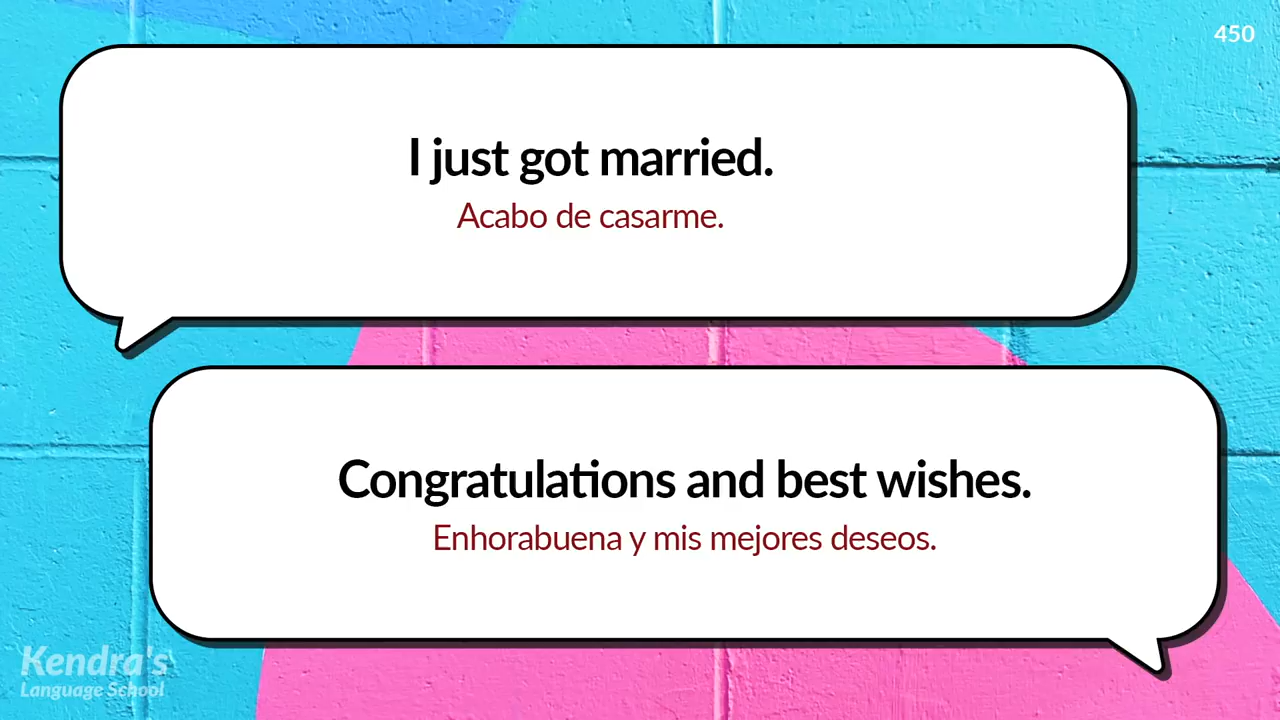 450
I just got married.
Acabo de casarme.
Congratulations and best wishes.
Enhorabuena y mis mejores deseos.
Kendra's
Language School